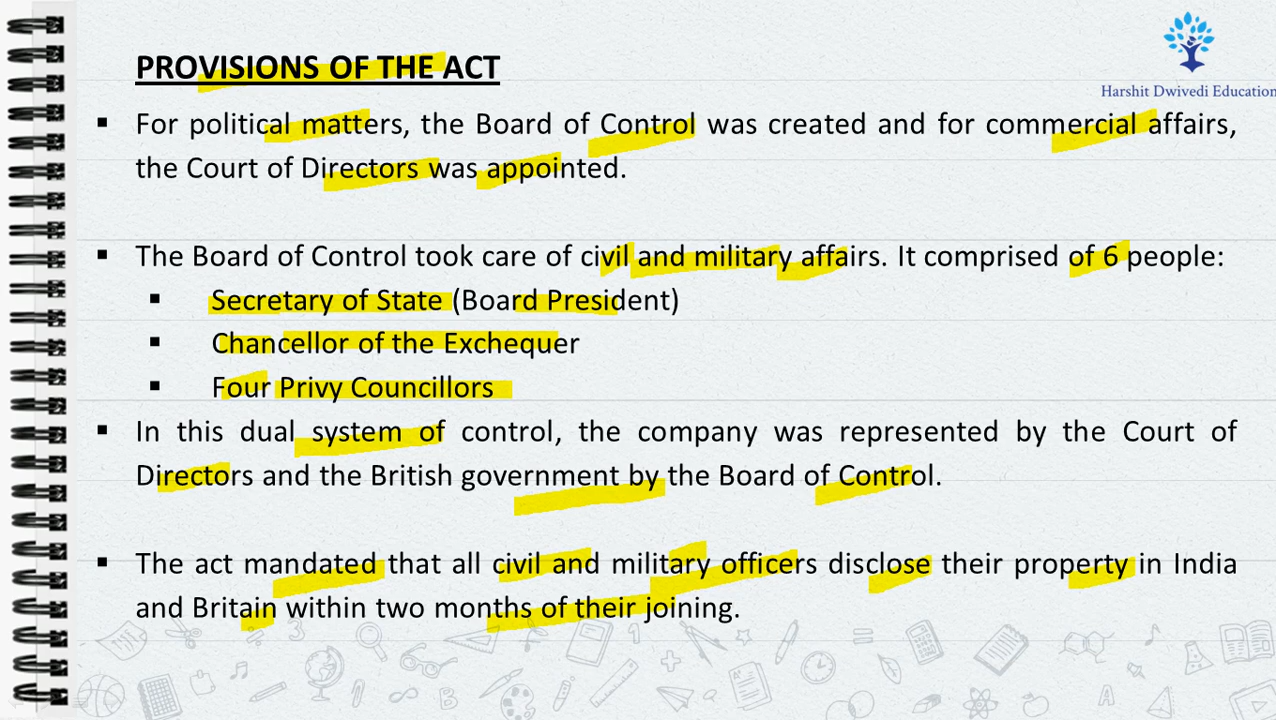 PROVISIONS OF THE ACT
Harshit Dwivedi Education
▪ For political matters, the Board of Control was created and for commercial affairs,
the Court of Directors was appointed.
▪ The Board of Control took care of civil and military affairs. It comprised of 6 people:
▪ Secretary of State (Board President)
▪ Chancellor of the Exchequer
▪ Four Privy Councillors
▪ In this dual system of control, the company was represented by the Court of
Directors and the British government by the Board of Control.
▪ The act mandated that all civil and military officers disclose their property in India
and Britain within two months of their joining.